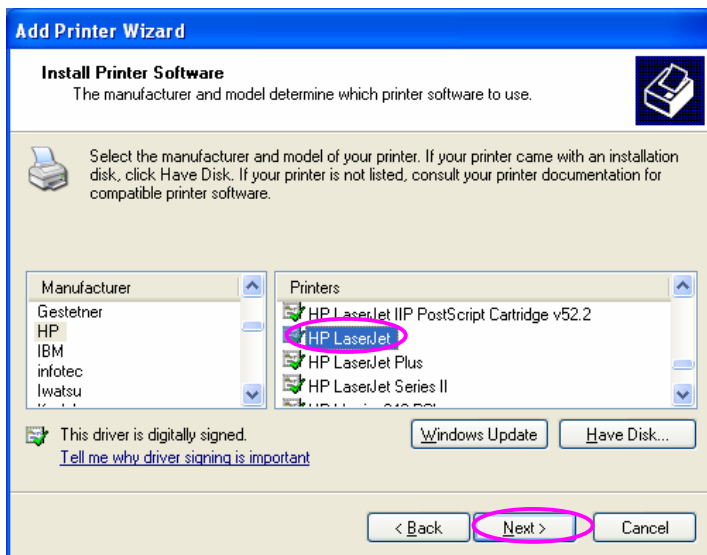 Add Printer Wizard
Install Printer Software
The manufacturer and model determine which printer software to use.
Select the manufacturer and model of your printer. If your printer came with an installation
disk, click Have Disk. If your printer is not listed, consult your printer documentation for
compatible printer software.
Manufacturer
Gestetner
HP
IBM
infotec
Iwatsu
Printers
HP LaserJet IIP PostScript Cartridge v52.2
HP LaserJet
HP LaserJet Plus
HP LaserJet Series II
This driver is digitally signed.
Tell me why driver signing is important
Windows Update
Have Disk...
< Back
Next >
Cancel